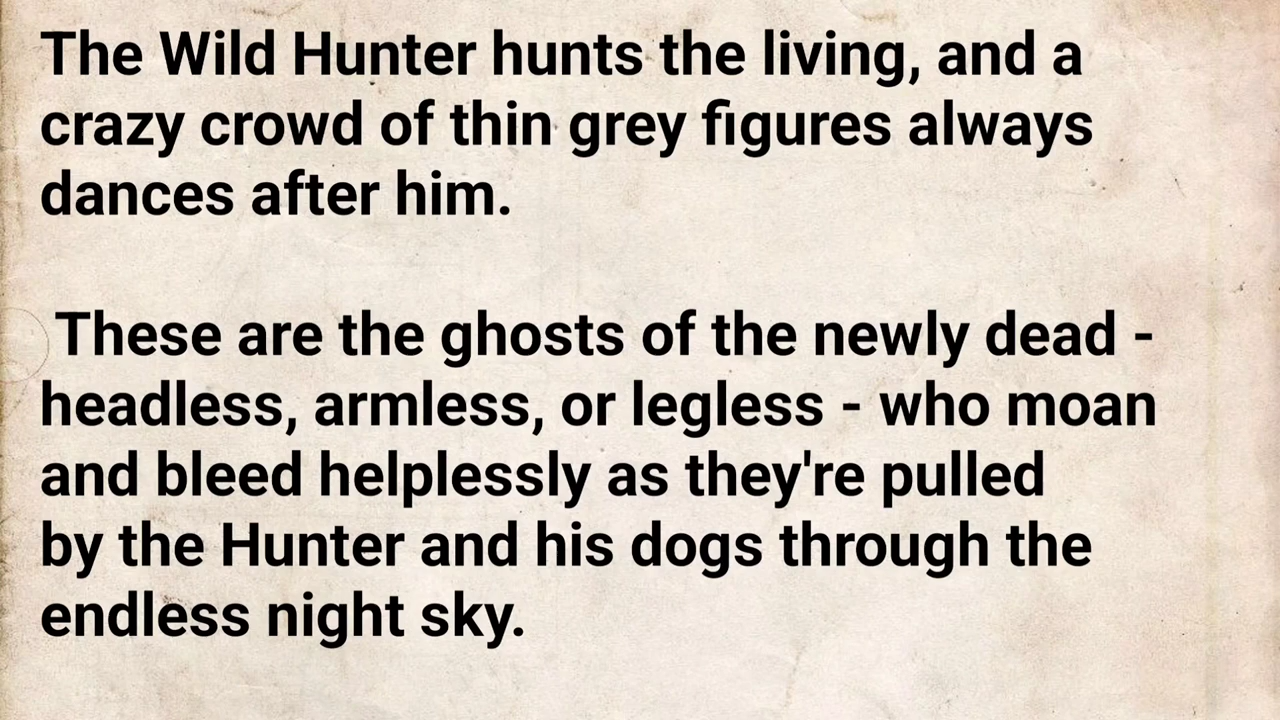 The Wild Hunter hunts the living, and a
crazy crowd of thin grey figures always
dances after him.
These are the ghosts of the newly dead -
headless, armless, or legless - who moan
and bleed helplessly as they're pulled
by the Hunter and his dogs through the
endless night sky.